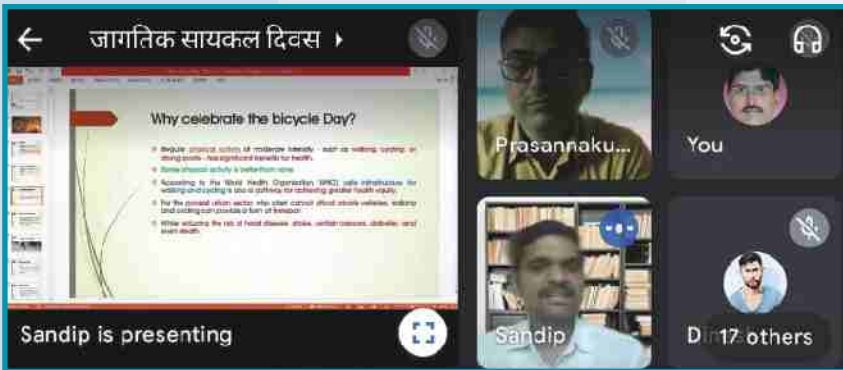 जागतिक सायकल दिवस
Why celebrate the bicycle Day?
Regular physical activity of moderate intensity - such as walking, cycling, or
doing sports - has significant benefits for health.
Some physical activity is better than none.
According to the World Health Organization (WHO), safe infrastructure for
walking and cycling is also a pathway for achieving greater health equity.
For the poorest urban sector, who often cannot afford private vehicles, walking
and cycling can provide a form of transport
While reducing the risk of heart disease, stroke, certain cancers, diabetes, and
even death.
Sandip is presenting
Prasannaku...
You
Sandip
17 others